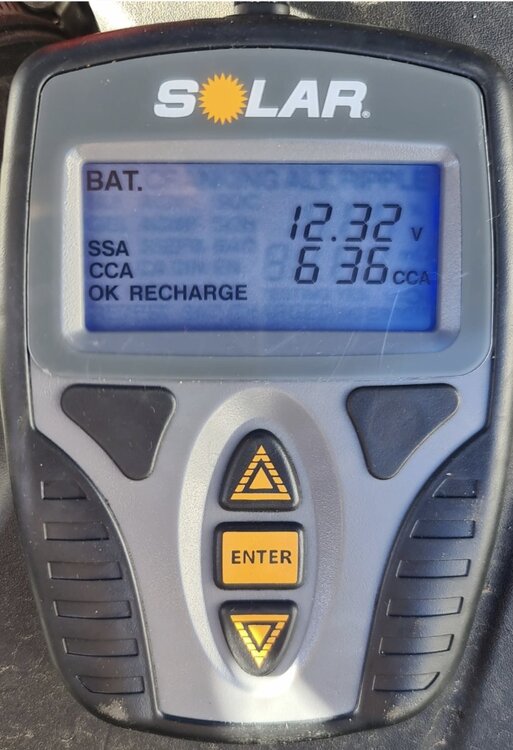 SOLAR®
BAT.
12.32 V
SSA
CCA 636 CCA
OK RECHARGE
ENTER